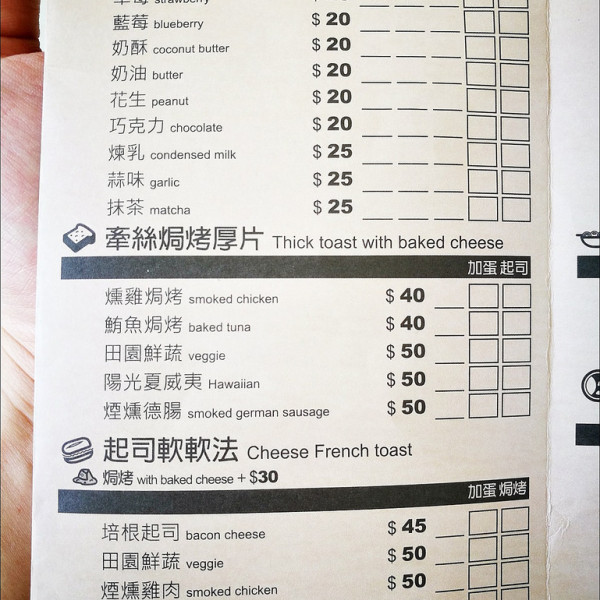 草莓 strawberry
藍莓 blueberry $ 20
奶酥 coconut butter $ 20
奶油 butter $ 20
花生 peanut $ 20
巧克力 chocolate $ 20
煉乳 condensed milk $ 25
蒜味 garlic $ 25
抹茶 matcha $ 25
牽絲焗烤厚片 Thick toast with baked cheese
加蛋 起司
燻雞焗烤 smoked chicken $ 40
鮪魚焗烤 baked tuna $ 40
田園鮮蔬 veggie $ 50
陽光夏威夷 Hawaiian $ 50
煙燻德腸 smoked german sausage $ 50
起司軟軟法 Cheese French toast
焗烤 with baked cheese + $30
加蛋 焗烤
培根起司 bacon cheese $ 45
田園鮮蔬 veggie $ 50
煙燻雞肉 smoked chicken $ 50